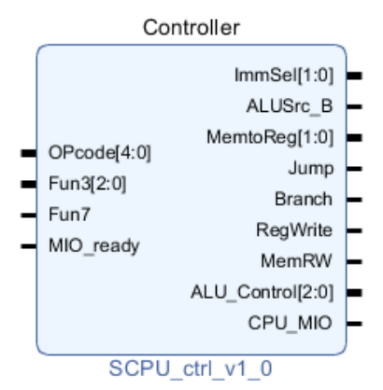 Controller
ImmSel[1:0]
ALUSrc_B
MemtoReg[1:0]
OPcode[4:0]
Jump
Fun3[2:0]
Branch
Fun7
RegWrite
MIO_ready
MemRW
ALU_Control[2:0]
CPU_MIO
SCPU_ctrl_v1_0